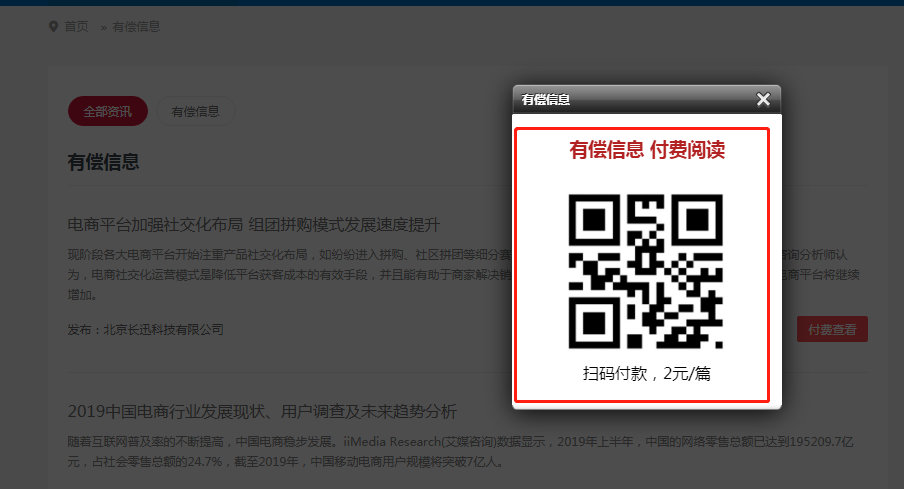 首页 » 有偿信息
全部资讯 有偿信息
有偿信息
电商平台加强社交化布局 组团拼购模式发展速度提升
现阶段各大电商平台开始注重产品社交化布局，如纷纷进入拼购、社区拼团等细分
咨询分析师认
为，电商社交化运营模式是降低平台获客成本的有效手段，并且能有助于商家解决销
电商平台将继续
增加。
发布：北京长迅科技有限公司
付费查看
2019中国电商行业发展现状、用户调查及未来趋势分析
随着互联网普及率的不断提高，中国电商稳步发展。iiMedia Research(艾媒咨询)数据显示，2019年上半年，中国的网络零售总额已达到195209.7亿
元，占社会零售总额的24.7%，截至2019年，中国移动电商用户规模将突破7亿人。
有偿信息
有偿信息 付费阅读
扫码付款，2元/篇